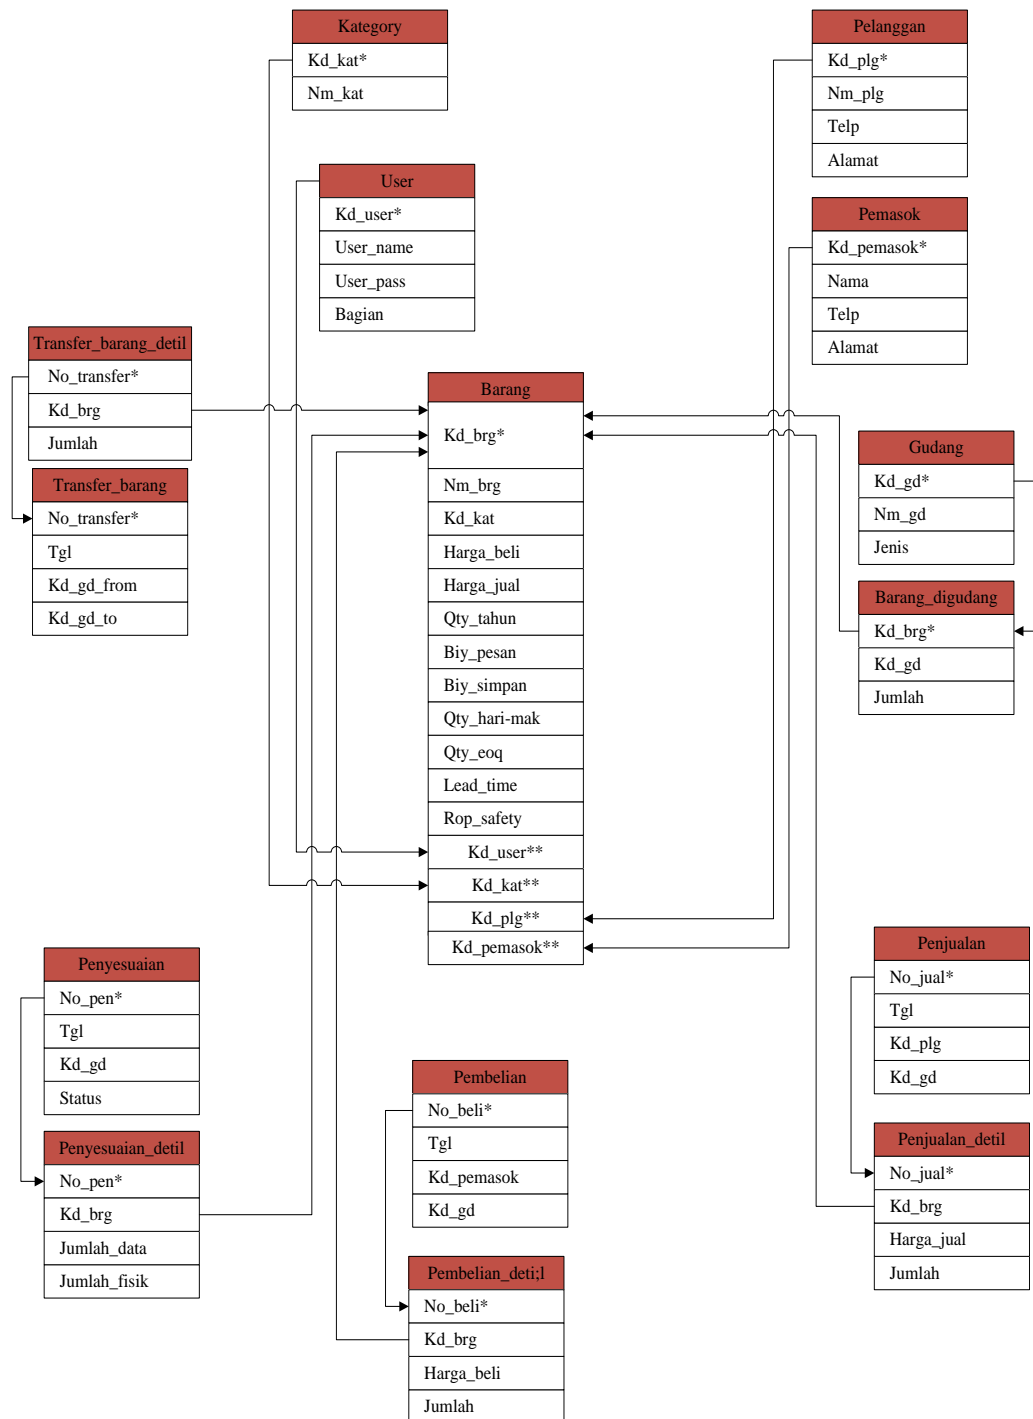 Kategory
Kd_kat*
Nm_kat
Pelanggan
Kd_plg*
Nm_plg
Telp
Alamat
User
Kd_user*
User_name
User_pass
Bagian
Pemasok
Kd_pemasok*
Nama
Telp
Alamat
Transfer_barang_detil
No_transfer*
Kd_brg
Jumlah
Transfer_barang
No_transfer*
Tgl
Kd_gd_from
Kd_gd_to
Barang
Kd_brg*
Nm_brg
Kd_kat
Harga_beli
Harga_jual
Qty_tahun
Biy_pesan
Biy_simpan
Qty_hari-mak
Qty_eoq
Lead_time
Rop_safety
Kd_user**
Kd_kat**
Kd_plg**
Kd_pemasok**
Gudang
Kd_gd*
Nm_gd
Jenis
Barang_digudang
Kd_brg*
Kd_gd
Jumlah
Penyesuaian
No_pen*
Tgl
Kd_gd
Status
Penyesuaian_detil
No_pen*
Kd_brg
Jumlah_data
Jumlah_fisik
Pembelian
No_beli*
Tgl
Kd_pemasok
Kd_gd
Pembelian_deti;l
No_beli*
Kd_brg
Harga_beli
Jumlah
Penjualan
No_jual*
Tgl
Kd_plg
Kd_gd
Penjualan_detil
No_jual*
Kd_brg
Harga_jual
Jumlah